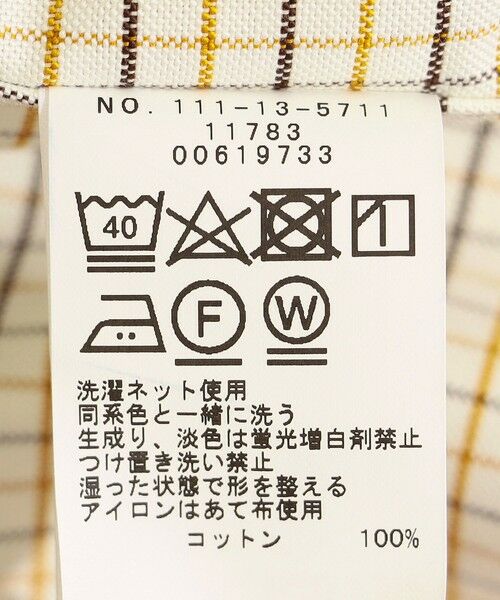 NO. 111-13-5711
11783
00619733
40
F
W
洗濯ネット使用
同系色と一緒に洗う
生成り、淡色は蛍光増白剤禁止
つけ置き洗い禁止
湿った状態で形を整える
アイロンはあて布使用
コットン 100%